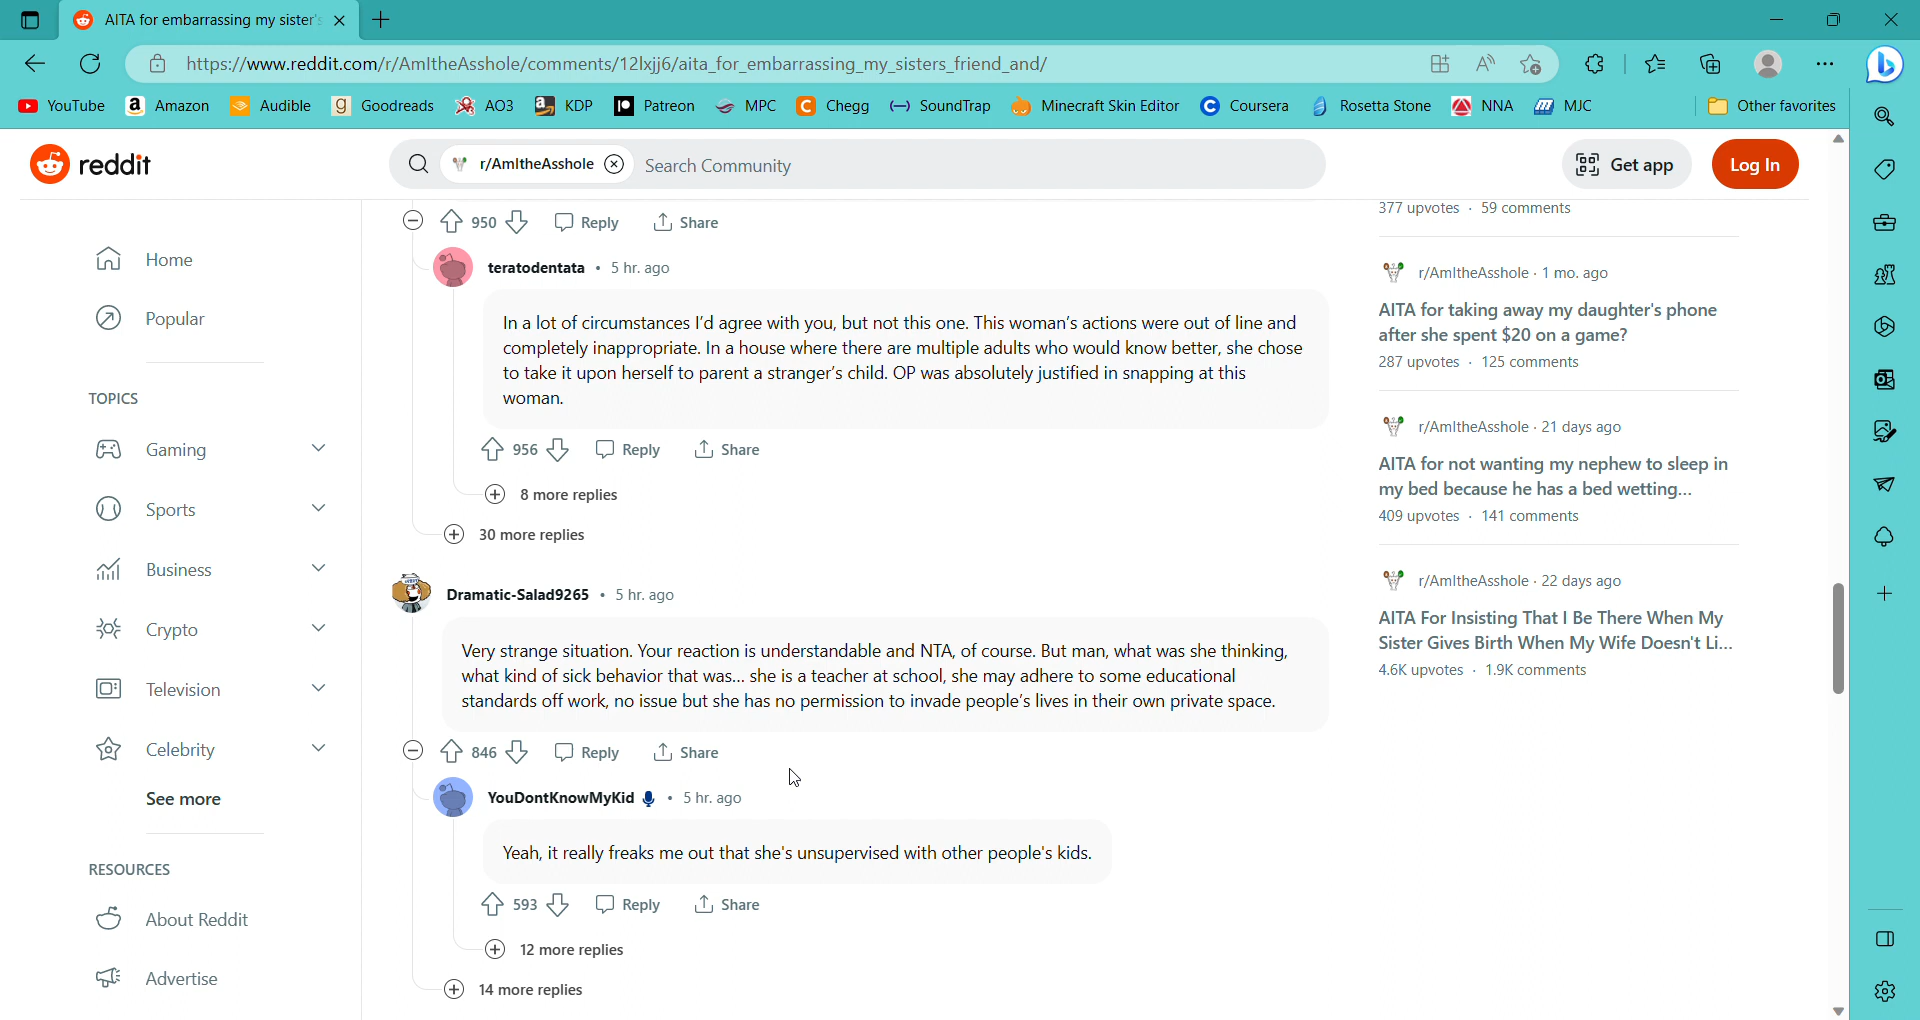 AITA for embarrassing my sister's
https://www.reddit.com/r/AmItheAsshole/comments/12lxjj6/aita_for_embarrassing_my_sisters_friend_and/
YouTube Amazon Audible Goodreads AO3 KDP Patreon MPC Chegg SoundTrap Minecraft Skin Editor Coursera Rosetta Stone NNA MJC Other favorites
reddit r/AmItheAsshole Search Community Get app Log In
Home
Popular
TOPICS
Gaming
Sports
Business
Crypto
Television
Celebrity
See more
RESOURCES
About Reddit
Advertise
950 Reply Share
teratodentata • 5 hr. ago
In a lot of circumstances I'd agree with you, but not this one. This woman's actions were out of line and
completely inappropriate. In a house where there are multiple adults who would know better, she chose
to take it upon herself to parent a stranger's child. OP was absolutely justified in snapping at this
woman.
956 Reply Share
8 more replies
30 more replies
Dramatic-Salad9265 • 5 hr. ago
Very strange situation. Your reaction is understandable and NTA, of course. But man, what was she thinking,
what kind of sick behavior that was... she is a teacher at school, she may adhere to some educational
standards off work, no issue but she has no permission to invade people's lives in their own private space.
846 Reply Share
YouDontKnowMyKid • 5 hr. ago
Yeah, it really freaks me out that she's unsupervised with other people's kids.
593 Reply Share
12 more replies
14 more replies
377 upvotes · 59 comments
r/AmItheAsshole · 1 mo. ago
AITA for taking away my daughter's phone
after she spent $20 on a game?
287 upvotes · 125 comments
r/AmItheAsshole · 21 days ago
AITA for not wanting my nephew to sleep in
my bed because he has a bed wetting...
409 upvotes · 141 comments
r/AmItheAsshole · 22 days ago
AITA For Insisting That I Be There When My
Sister Gives Birth When My Wife Doesn't Li...
4.6K upvotes · 1.9K comments